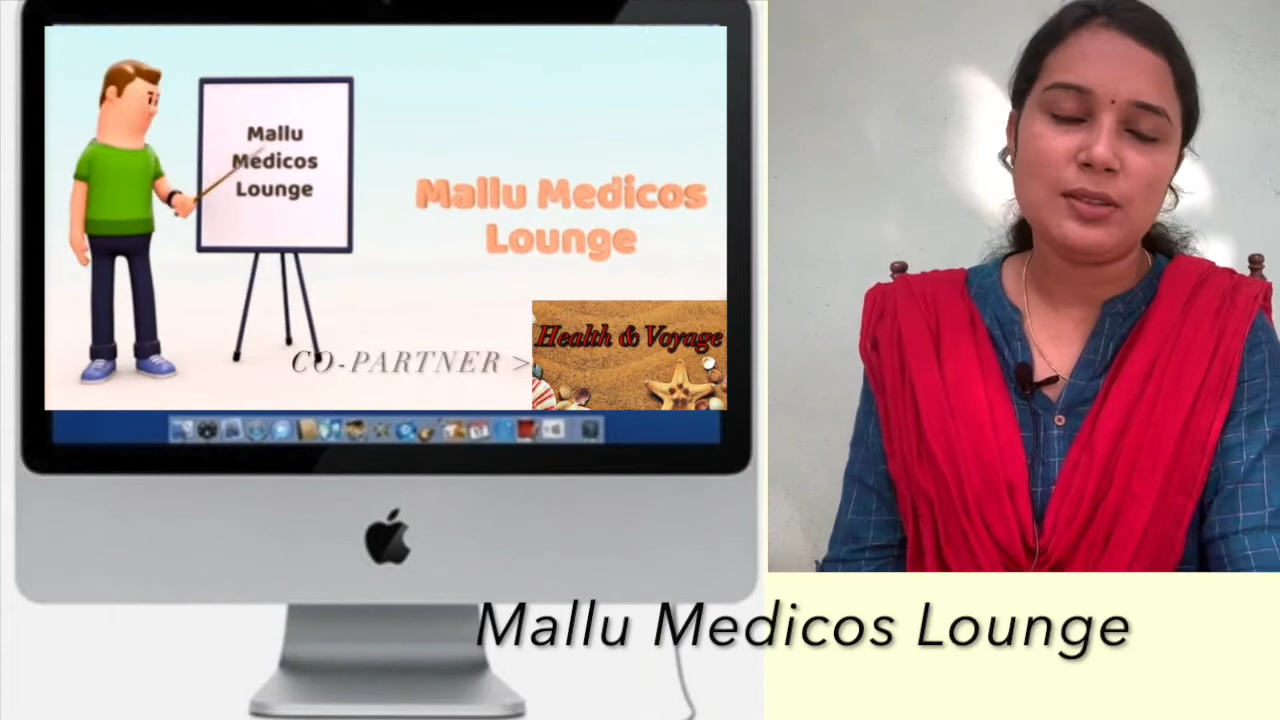 Mallu
Medicos
Lounge
Mallu Medicos
Lounge
CO-PARTNER >
Health & Voyage
Mallu Medicos Lounge